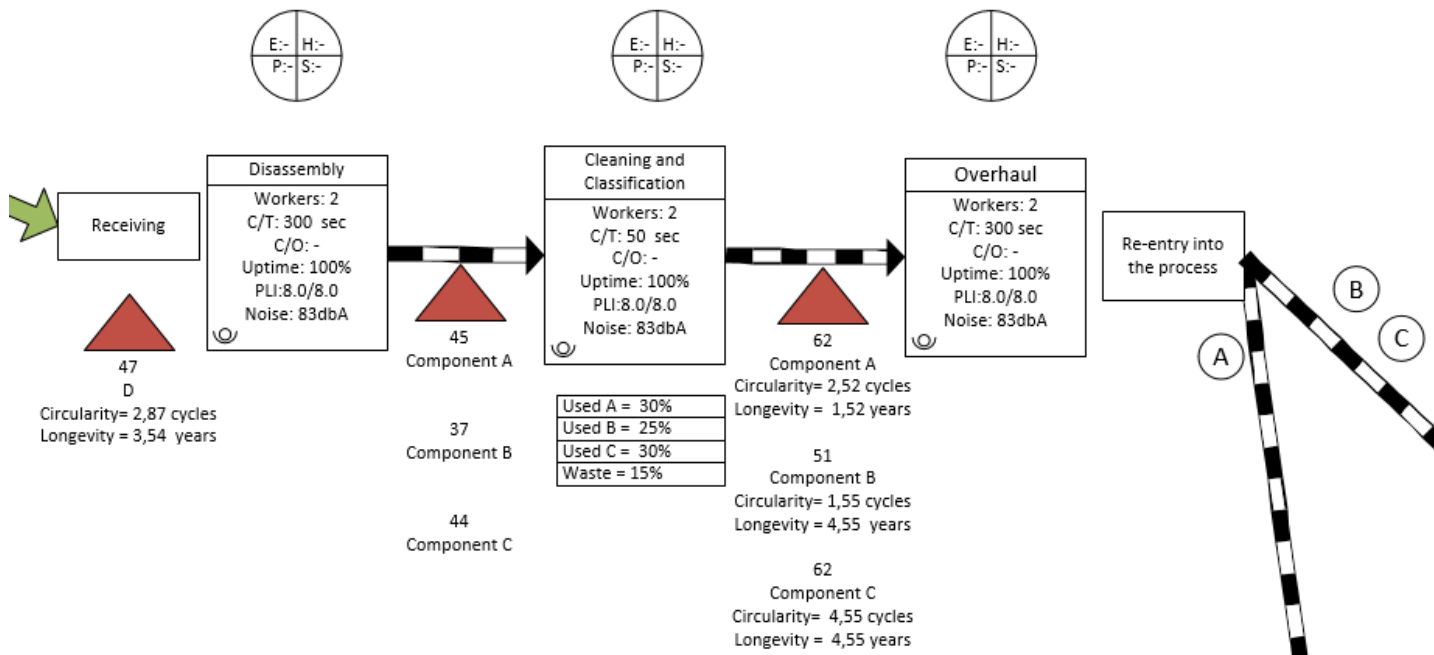 E:- H:-
P:- S:-
E:- H:-
P:- S:-
E:- H:-
P:- S:-
Receiving
47
D
Circularity= 2,87 cycles
Longevity = 3,54 years
Disassembly
Workers: 2
C/T: 300 sec
C/O: -
Uptime: 100%
PLI:8.0/8.0
Noise: 83dbA
45
Component A
37
Component B
44
Component C
Cleaning and
Classification
Workers: 2
C/T: 50 sec
C/O: -
Uptime: 100%
PLI:8.0/8.0
Noise: 83dbA
Used A = 30%
Used B = 25%
Used C = 30%
Waste = 15%
62
Component A
Circularity= 2,52 cycles
Longevity = 1,52 years
51
Component B
Circularity= 1,55 cycles
Longevity = 4,55 years
62
Component C
Circularity= 4,55 cycles
Longevity = 4,55 years
Overhaul
Workers: 2
C/T: 300 sec
C/O: -
Uptime: 100%
PLI:8.0/8.0
Noise: 83dbA
Re-entry into
the process
B
C
A